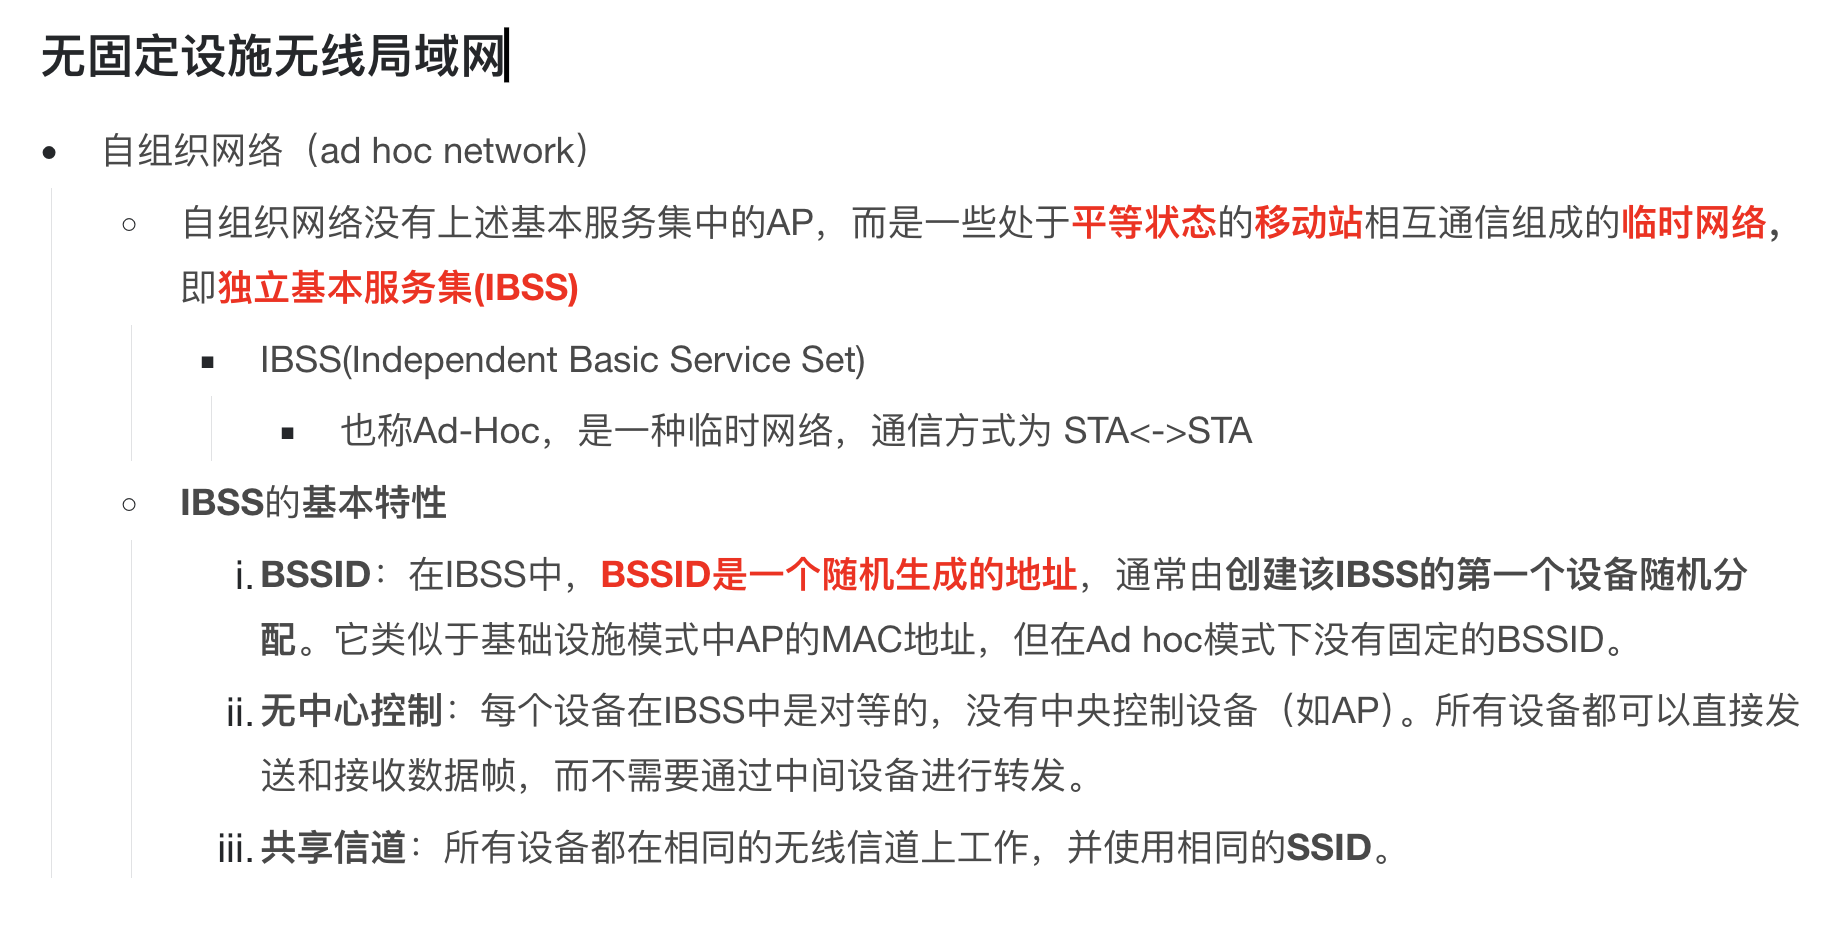 无固定设施无线局域网
• 自组织网络（ad hoc network）
○ 自组织网络没有上述基本服务集中的AP，而是一些处于平等状态的移动站相互通信组成的临时网络，
即独立基本服务集(IBSS)
▪ IBSS(Independent Basic Service Set)
▪ 也称Ad-Hoc，是一种临时网络，通信方式为 STA<->STA
○ IBSS的基本特性
i. BSSID：在IBSS中，BSSID是一个随机生成的地址，通常由创建该IBSS的第一个设备随机分
配。它类似于基础设施模式中AP的MAC地址，但在Ad hoc模式下没有固定的BSSID。
ii. 无中心控制：每个设备在IBSS中是对等的，没有中央控制设备（如AP）。所有设备都可以直接发
送和接收数据帧，而不需要通过中间设备进行转发。
iii. 共享信道：所有设备都在相同的无线信道上工作，并使用相同的SSID。